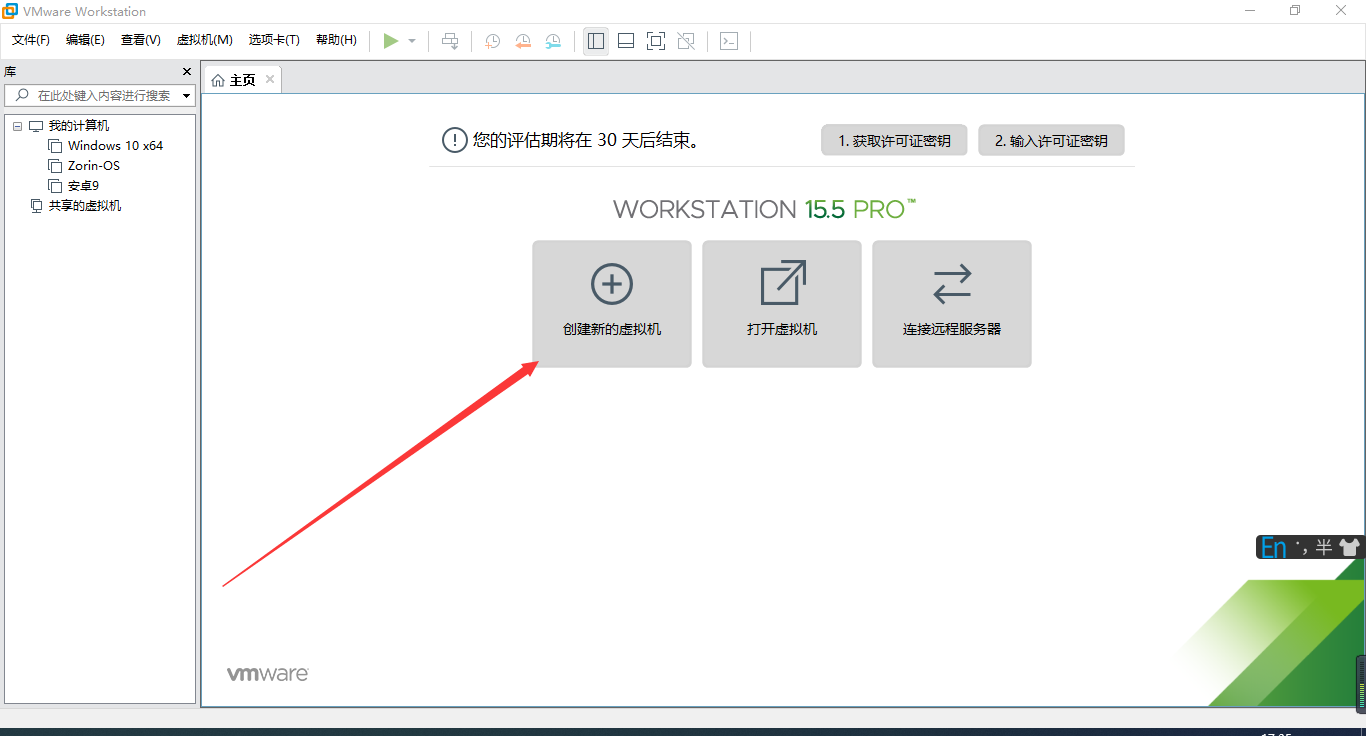 VMware Workstation
文件(F) 编辑(E) 查看(V) 虚拟机(M) 选项卡(T) 帮助(H)
库
在此处键入内容进行搜索
我的计算机
Windows 10 x64
Zorin-OS
安卓9
共享的虚拟机
主页
您的评估期将在 30 天后结束。
1. 获取许可证密钥
2. 输入许可证密钥
WORKSTATION 15.5 PRO™
创建新的虚拟机
打开虚拟机
连接远程服务器
En 半
vmware